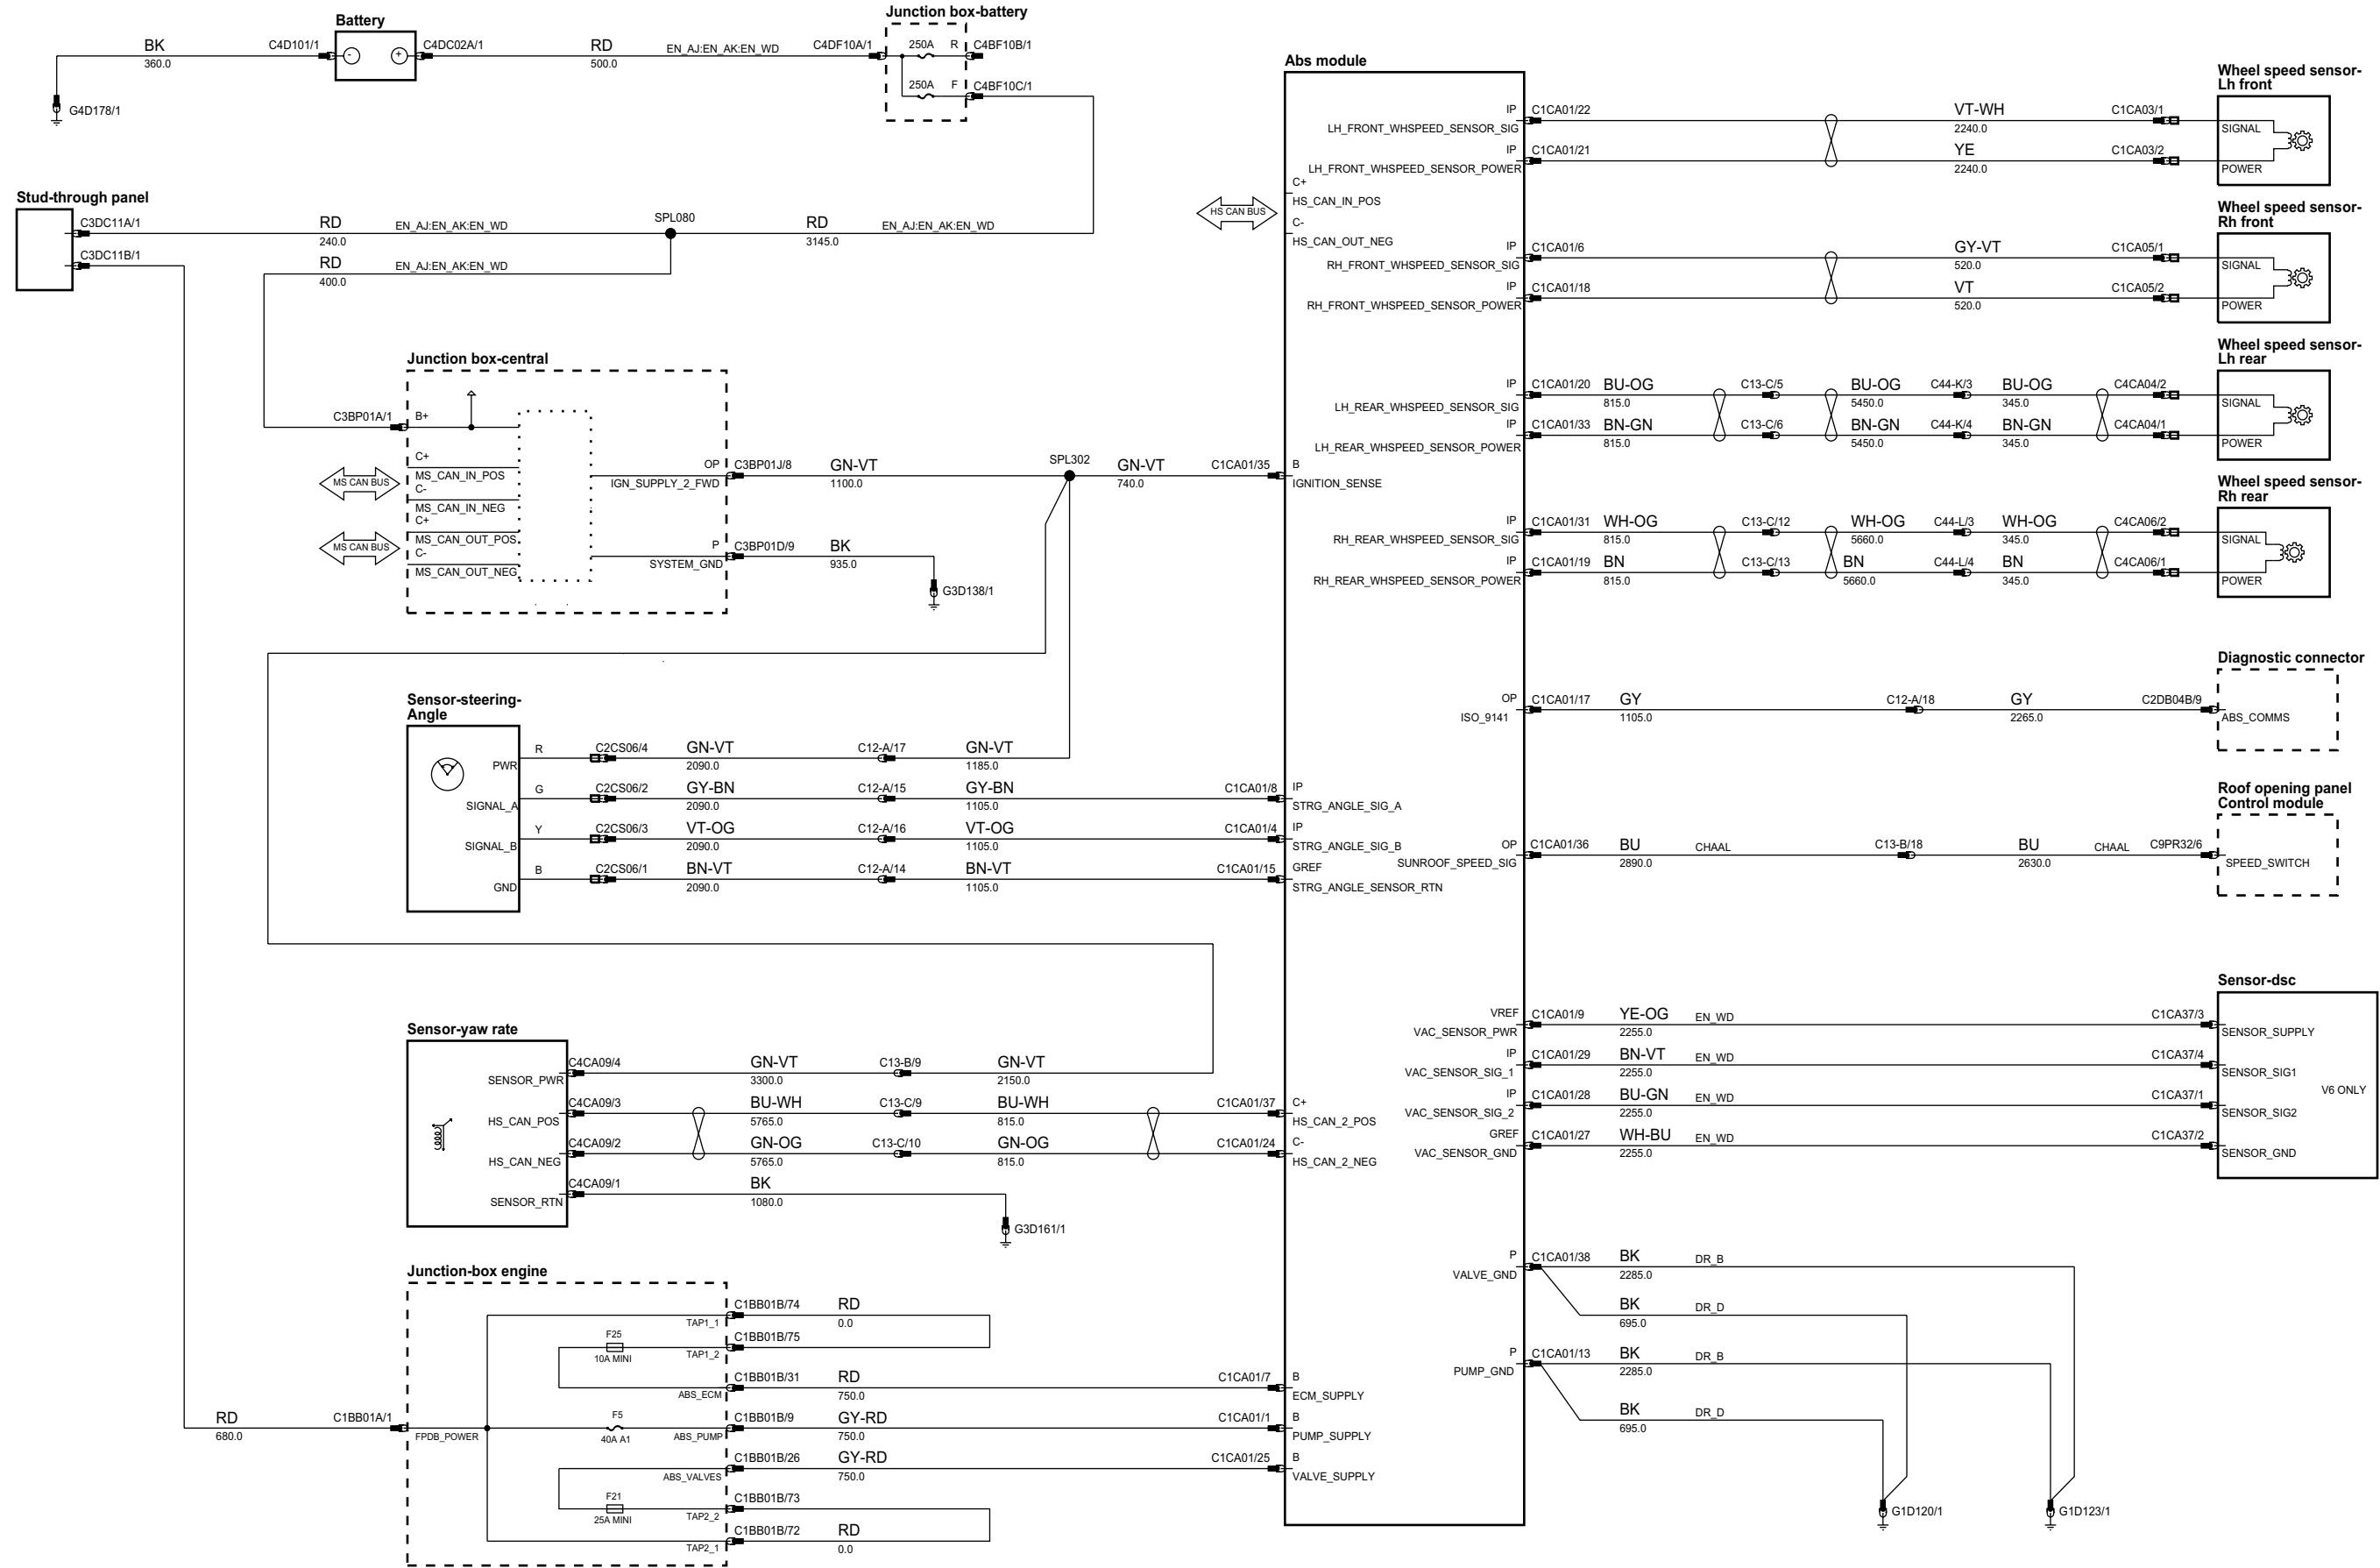 Battery
BK
360.0
C4D101/1
-
+
C4DC02A/1
RD
500.0
EN_AJ:EN_AK:EN_WD
C4DF10A/1
G4D178/1
Junction box-battery
250A
R
C4BF10B/1
250A
F
C4BF10C/1
Stud-through panel
C3DC11A/1
RD
240.0
EN_AJ:EN_AK:EN_WD
SPL080
RD
3145.0
EN_AJ:EN_AK:EN_WD
C3DC11B/1
RD
400.0
EN_AJ:EN_AK:EN_WD
Junction box-central
C3BP01A/1
B+
C+
MS_CAN_IN_POS
C-
MS_CAN_IN_NEG
C+
MS_CAN_OUT_POS
C-
MS_CAN_OUT_NEG
MS CAN BUS
MS CAN BUS
OP
IGN_SUPPLY_2_FWD
C3BP01J/8
GN-VT
1100.0
SPL302
GN-VT
740.0
C1CA01/35
B
IGNITION_SENSE
P
SYSTEM_GND
C3BP01D/9
BK
935.0
G3D138/1
Sensor-steering-
Angle
R
PWR
C2CS06/4
GN-VT
2090.0
C12-A/17
GN-VT
1185.0
G
SIGNAL_A
C2CS06/2
GY-BN
2090.0
C12-A/15
GY-BN
1105.0
C1CA01/8
IP
STRG_ANGLE_SIG_A
Y
SIGNAL_B
C2CS06/3
VT-OG
2090.0
C12-A/16
VT-OG
1105.0
C1CA01/4
IP
STRG_ANGLE_SIG_B
B
GND
C2CS06/1
BN-VT
2090.0
C12-A/14
BN-VT
1105.0
C1CA01/15
GREF
STRG_ANGLE_SENSOR_RTN
Sensor-yaw rate
SENSOR_PWR
C4CA09/4
GN-VT
3300.0
C13-B/9
GN-VT
2150.0
HS_CAN_POS
C4CA09/3
BU-WH
5765.0
C13-C/9
BU-WH
815.0
C1CA01/37
C+
HS_CAN_2_POS
HS_CAN_NEG
C4CA09/2
GN-OG
5765.0
C13-C/10
GN-OG
815.0
C1CA01/24
C-
HS_CAN_2_NEG
SENSOR_RTN
C4CA09/1
BK
1080.0
G3D161/1
Junction-box engine
RD
680.0
C1BB01A/1
FPDB_POWER
TAP1_1
C1BB01B/74
RD
0.0
F25
10A MINI
TAP1_2
C1BB01B/75
ABS_ECM
C1BB01B/31
RD
750.0
C1CA01/7
B
ECM_SUPPLY
F5
40A A1
ABS_PUMP
C1BB01B/9
GY-RD
750.0
C1CA01/1
B
PUMP_SUPPLY
ABS_VALVES
C1BB01B/26
GY-RD
750.0
C1CA01/25
B
VALVE_SUPPLY
F21
25A MINI
TAP2_2
C1BB01B/73
TAP2_1
C1BB01B/72
RD
0.0
Abs module
HS CAN BUS
C+
HS_CAN_IN_POS
C-
HS_CAN_OUT_NEG
IP
LH_FRONT_WHSPEED_SENSOR_SIG
C1CA01/22
VT-WH
2240.0
C1CA03/1
IP
LH_FRONT_WHSPEED_SENSOR_POWER
C1CA01/21
YE
2240.0
C1CA03/2
Wheel speed sensor-
Lh front
SIGNAL
POWER
IP
RH_FRONT_WHSPEED_SENSOR_SIG
C1CA01/6
GY-VT
520.0
C1CA05/1
IP
RH_FRONT_WHSPEED_SENSOR_POWER
C1CA01/18
VT
520.0
C1CA05/2
Wheel speed sensor-
Rh front
SIGNAL
POWER
IP
LH_REAR_WHSPEED_SENSOR_SIG
C1CA01/20
BU-OG
815.0
C13-C/5
BU-OG
5450.0
C44-K/3
BU-OG
345.0
C4CA04/2
IP
LH_REAR_WHSPEED_SENSOR_POWER
C1CA01/33
BN-GN
815.0
C13-C/6
BN-GN
5450.0
C44-K/4
BN-GN
345.0
C4CA04/1
Wheel speed sensor-
Lh rear
SIGNAL
POWER
IP
RH_REAR_WHSPEED_SENSOR_SIG
C1CA01/31
WH-OG
815.0
C13-C/12
WH-OG
5660.0
C44-L/3
WH-OG
345.0
C4CA06/2
IP
RH_REAR_WHSPEED_SENSOR_POWER
C1CA01/19
BN
815.0
C13-C/13
BN
5660.0
C44-L/4
BN
345.0
C4CA06/1
Wheel speed sensor-
Rh rear
SIGNAL
POWER
OP
ISO_9141
C1CA01/17
GY
1105.0
C12-A/18
GY
2265.0
C2DB04B/9
Diagnostic connector
ABS_COMMS
OP
SUNROOF_SPEED_SIG
C1CA01/36
BU
2890.0
CHAAL
C13-B/18
BU
2630.0
CHAAL
C9PR32/6
Roof opening panel
Control module
SPEED_SWITCH
Sensor-dsc
VREF
VAC_SENSOR_PWR
C1CA01/9
YE-OG
2255.0
EN_WD
C1CA37/3
SENSOR_SUPPLY
IP
VAC_SENSOR_SIG_1
C1CA01/29
BN-VT
2255.0
EN_WD
C1CA37/4
SENSOR_SIG1
V6 ONLY
IP
VAC_SENSOR_SIG_2
C1CA01/28
BU-GN
2255.0
EN_WD
C1CA37/1
SENSOR_SIG2
GREF
VAC_SENSOR_GND
C1CA01/27
WH-BU
2255.0
EN_WD
C1CA37/2
SENSOR_GND
P
VALVE_GND
C1CA01/38
BK
2285.0
DR_B
BK
695.0
DR_D
P
PUMP_GND
C1CA01/13
BK
2285.0
DR_B
BK
695.0
DR_D
G1D120/1
G1D123/1